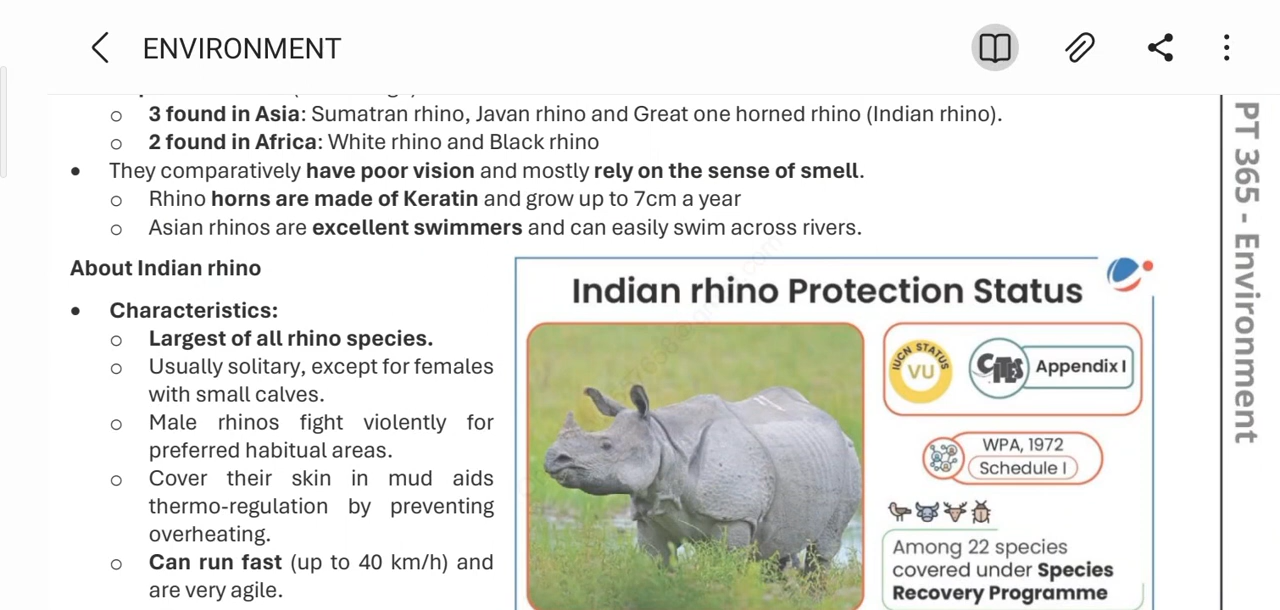 ENVIRONMENT
3 found in Asia: Sumatran rhino, Javan rhino and Great one horned rhino (Indian rhino).
2 found in Africa: White rhino and Black rhino
They comparatively have poor vision and mostly rely on the sense of smell.
Rhino horns are made of Keratin and grow up to 7cm a year
Asian rhinos are excellent swimmers and can easily swim across rivers.
About Indian rhino
Characteristics:
Largest of all rhino species.
Usually solitary, except for females
with small calves.
Male rhinos fight violently for
preferred habitual areas.
Cover their skin in mud aids
thermo-regulation by preventing
overheating.
Can run fast (up to 40 km/h) and
are very agile.
Indian rhino Protection Status
IUCN STATUS
VU
CITES
Appendix I
WPA, 1972
Schedule I
Among 22 species
covered under Species
Recovery Programme
PT 365 - Environment